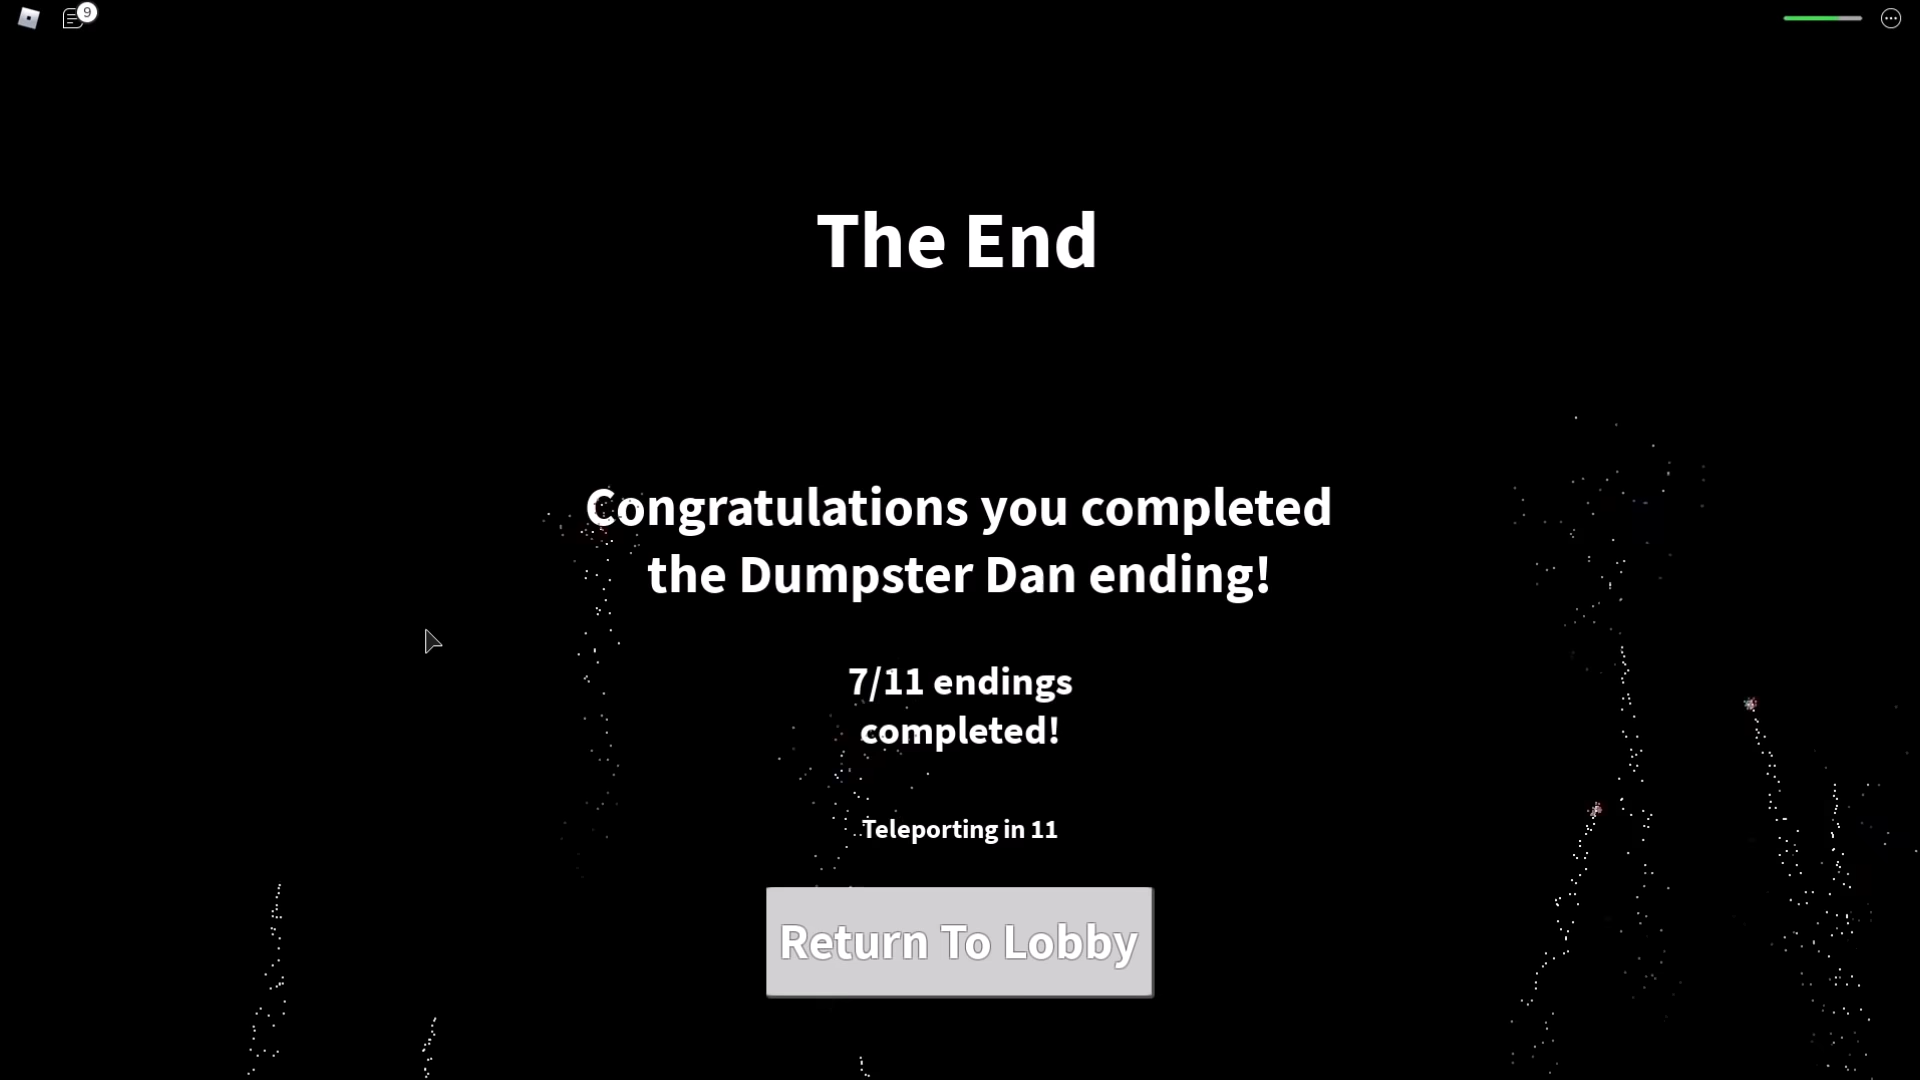 9
The End
Congratulations you completed
the Dumpster Dan ending!
7/11 endings
completed!
Teleporting in 11
Return To Lobby